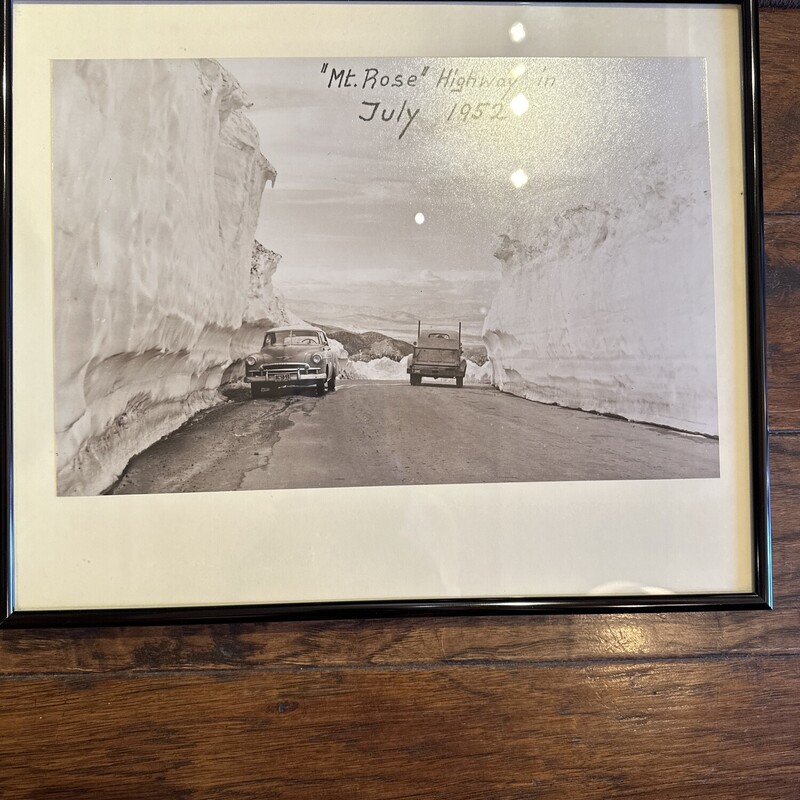 "Mt. Rose" Highway in
July 1952